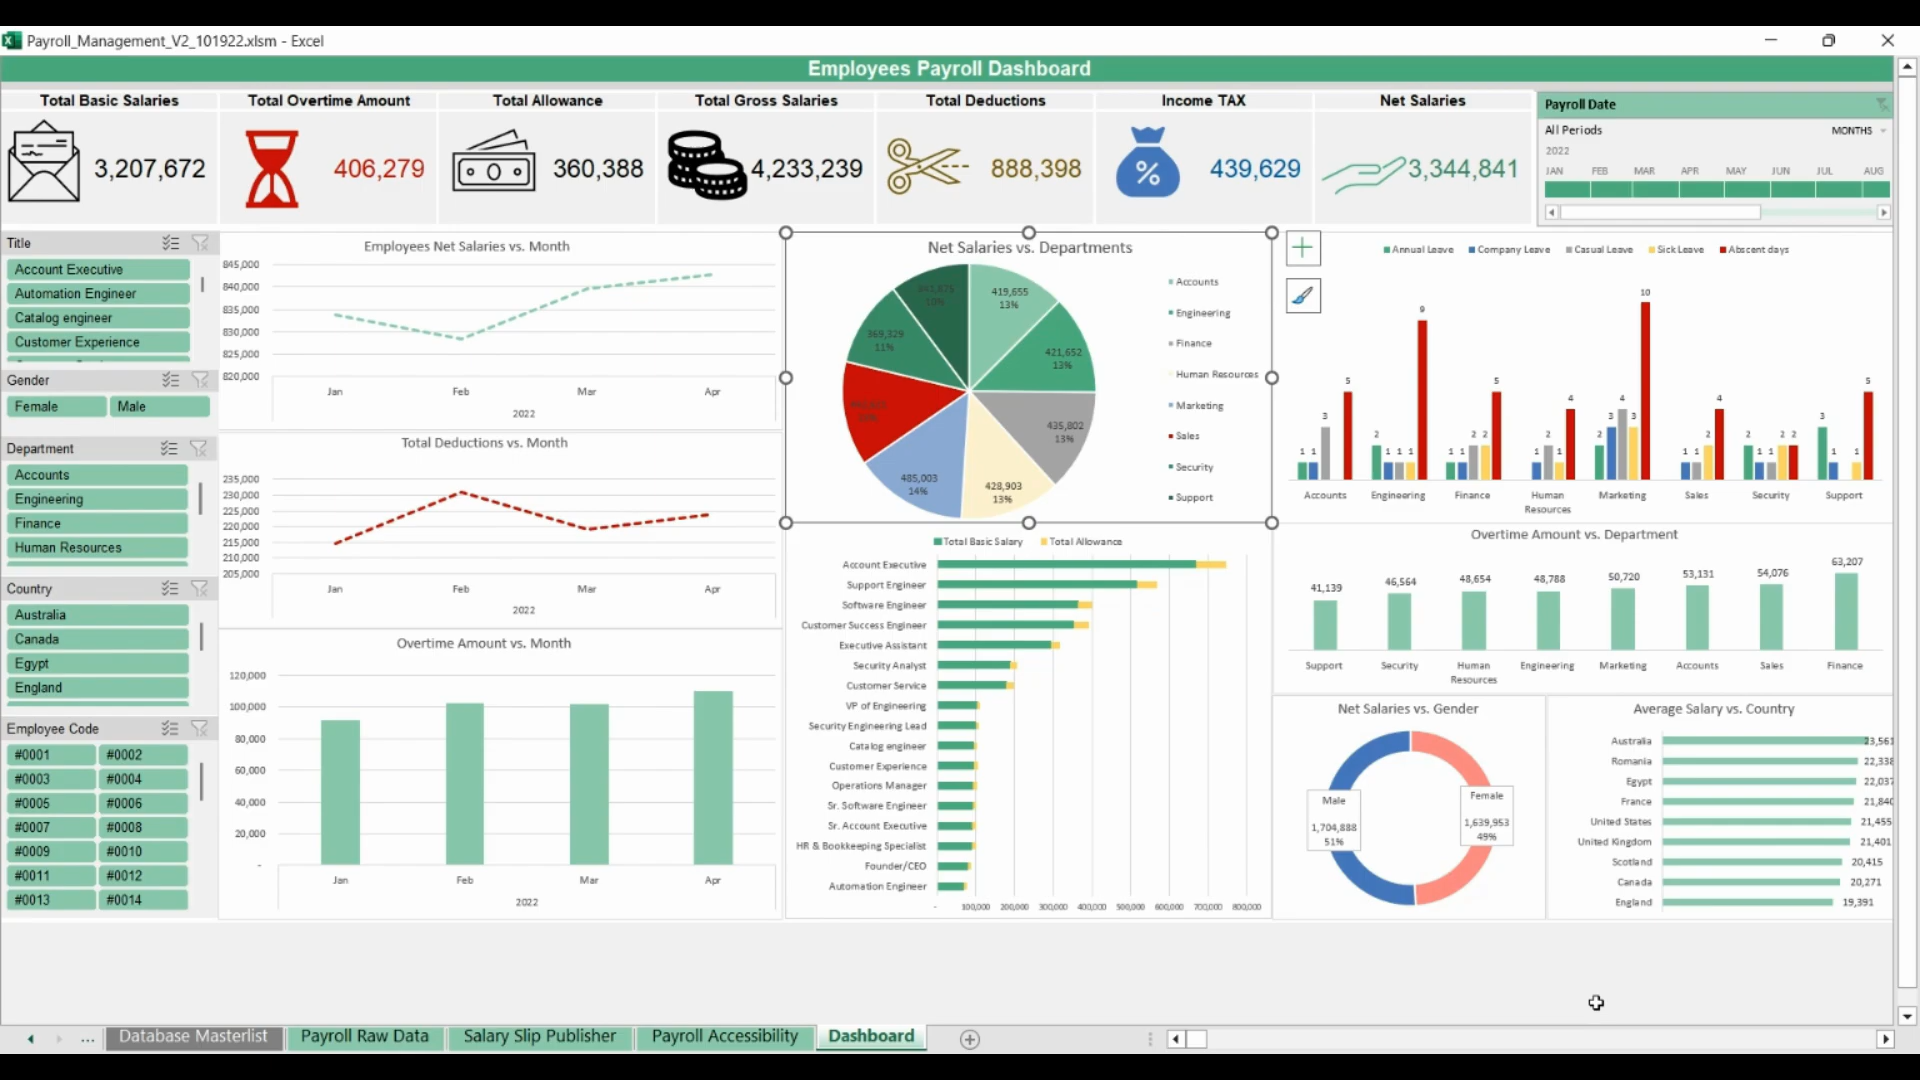 Payroll_Management_V2_101922.xlsm - Excel
Employees Payroll Dashboard
Total Basic Salaries
3,207,672
Total Overtime Amount
406,279
Total Allowance
360,388
Total Gross Salaries
4,233,239
Total Deductions
888,398
Income TAX
%
439,629
Net Salaries
3,344,841
Payroll Date
All Periods
MONTHS
2022
JAN FEB MAR APR MAY JUN JUL AUG
Title
Account Executive
Automation Engineer
Catalog engineer
Customer Experience
Gender
Female Male
Department
Accounts
Engineering
Finance
Human Resources
Country
Australia
Canada
Egypt
England
Employee Code
#0001 #0002
#0003 #0004
#0005 #0006
#0007 #0008
#0009 #0010
#0011 #0012
#0013 #0014
Employees Net Salaries vs. Month
845,000
840,000
835,000
830,000
825,000
820,000
Jan Feb Mar Apr
2022
Total Deductions vs. Month
235,000
230,000
225,000
220,000
215,000
210,000
205,000
Jan Feb Mar Apr
2022
Overtime Amount vs. Month
120,000
100,000
80,000
60,000
40,000
20,000
-
Jan Feb Mar Apr
2022
Net Salaries vs. Departments
419,655
13%
421,652
13%
435,802
13%
428,903
13%
485,003
14%
369,329
11%
10%
Accounts
Engineering
Finance
Human Resources
Marketing
Sales
Security
Support
Total Basic Salary Total Allowance
Account Executive
Support Engineer
Software Engineer
Customer Success Engineer
Executive Assistant
Security Analyst
Customer Service
VP of Engineering
Security Engineering Lead
Catalog engineer
Customer Experience
Operations Manager
Sr. Software Engineer
Sr. Account Executive
HR & Bookkeeping Specialist
Founder/CEO
Automation Engineer
- 100,000 200,000 300,000 400,000 500,000 600,000 700,000 800,000
Annual Leave Company Leave Casual Leave Sick Leave Abscent days
1 1 3 5
2 1 1 1 9
1 1 2 2 5
1 2 1 4
2 3 4 3 10
1 1 2 4
2 1 1 2 2
3 1 1 5
Accounts Engineering Finance Human Resources Marketing Sales Security Support
Overtime Amount vs. Department
41,139 46,564 48,654 48,788 50,720 53,131 54,076 63,207
Support Security Human Resources Engineering Marketing Accounts Sales Finance
Net Salaries vs. Gender
Male
1,704,888
51%
Female
1,639,953
49%
Average Salary vs. Country
Australia 23,561
Romania 22,338
Egypt 22,037
France 21,840
United States 21,455
United Kingdom 21,401
Scotland 20,415
Canada 20,271
England 19,391
... Database Masterlist Payroll Raw Data Salary Slip Publisher Payroll Accessibility Dashboard